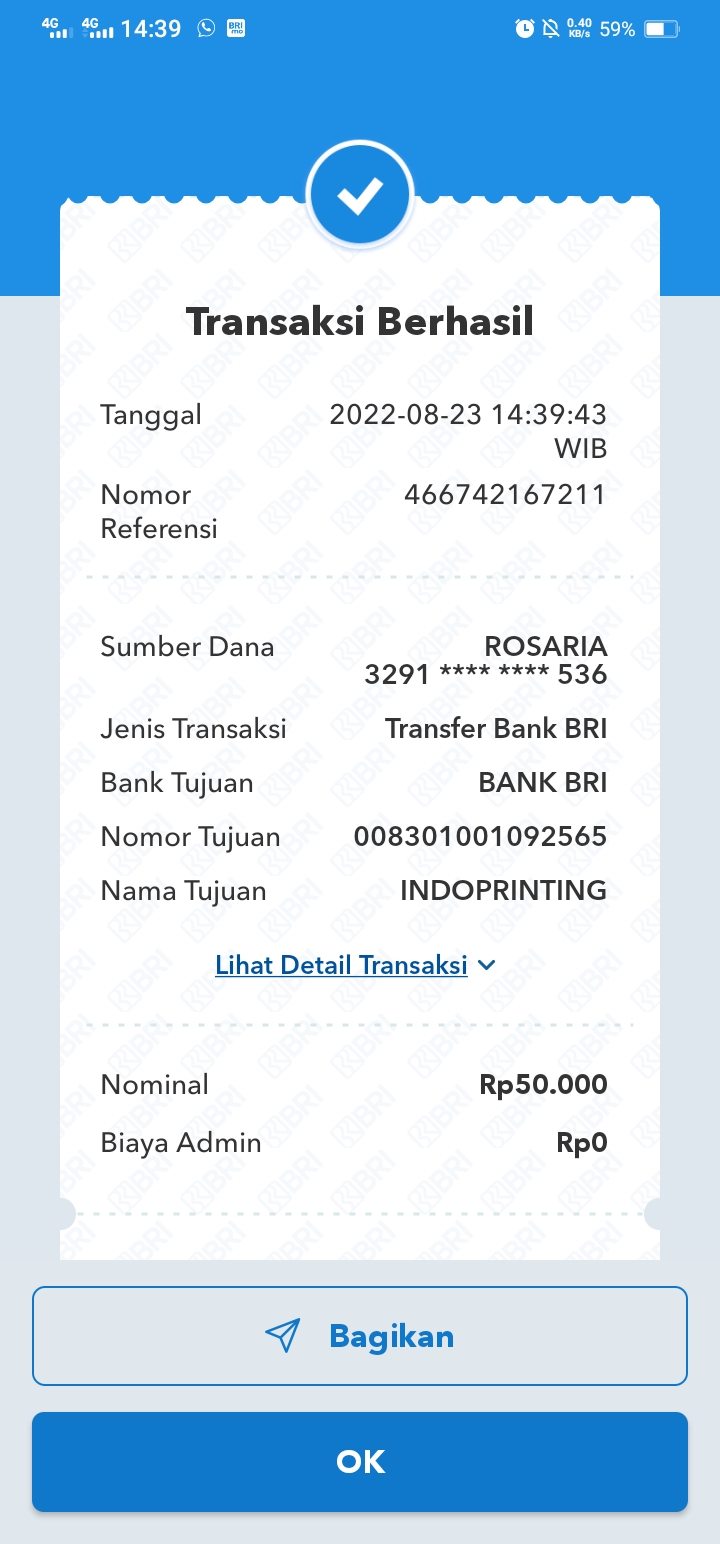 4G 4G 14:39 BRI mo 0.40 KB/s 59%
Transaksi Berhasil
Tanggal 2022-08-23 14:39:43
WIB
Nomor 466742167211
Referensi
Sumber Dana ROSARIA
3291 **** **** 536
Jenis Transaksi Transfer Bank BRI
Bank Tujuan BANK BRI
Nomor Tujuan 008301001092565
Nama Tujuan INDOPRINTING
Lihat Detail Transaksi
Nominal Rp50.000
Biaya Admin Rp0
Bagikan
OK